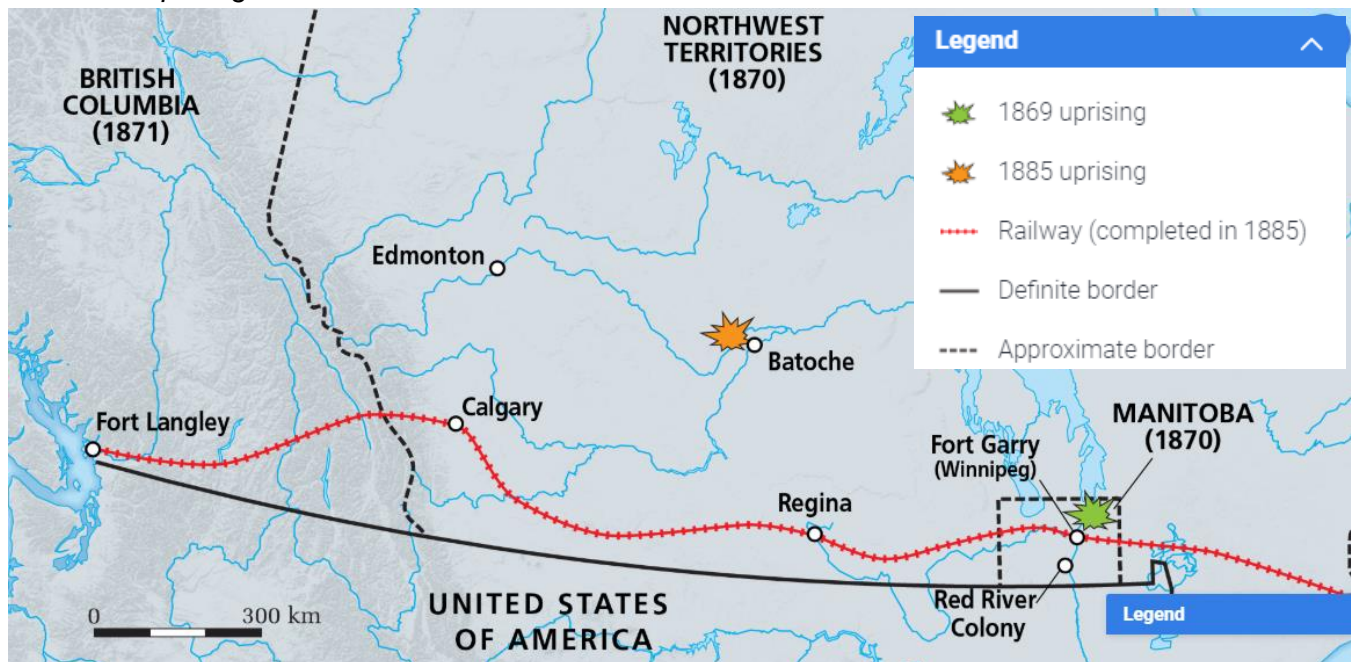 NORTHWEST
TERRITORIES
(1870)
BRITISH
COLUMBIA
(1871)
Legend
1869 uprising
1885 uprising
Railway (completed in 1885)
Definite border
Approximate border
Edmonton
Batoche
Calgary
Fort Langley
MANITOBA
(1870)
Fort Garry
(Winnipeg)
Regina
Red River
Colony
Legend
0 300 km
UNITED STATES
OF AMERICA